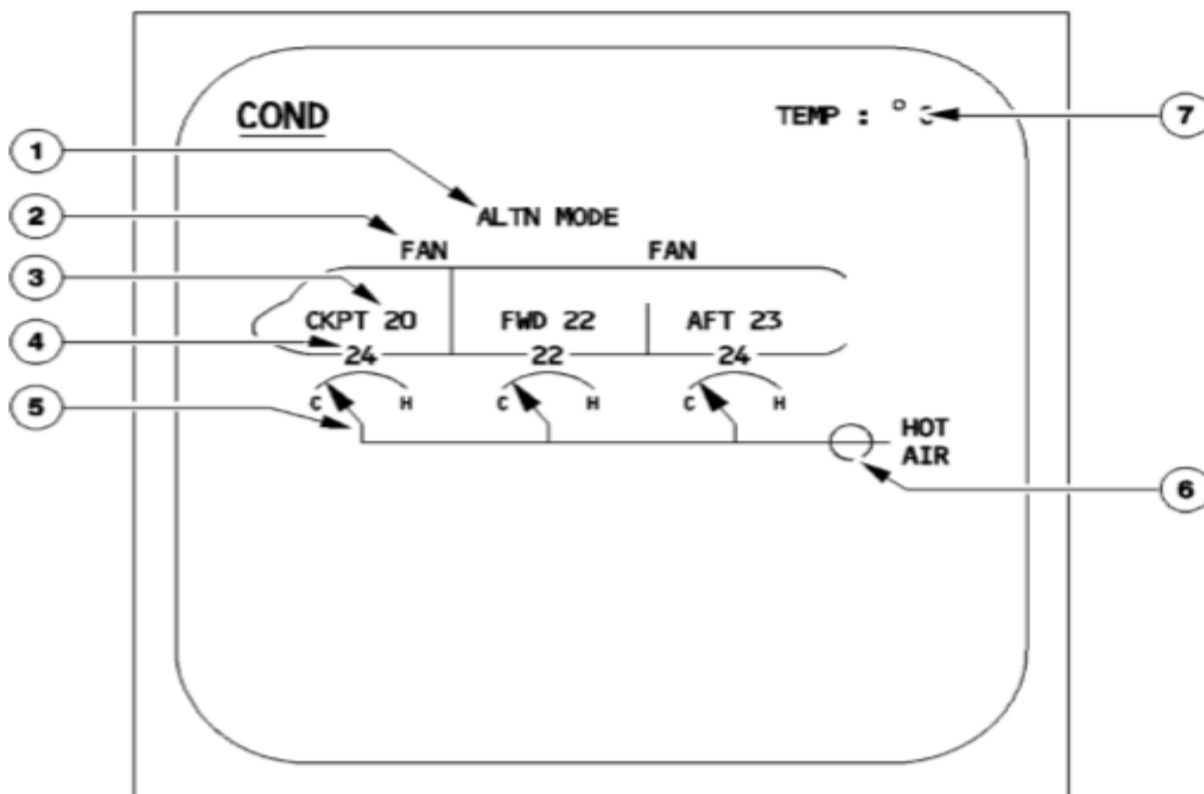 COND TEMP : °C 7
1
2 ALTN MODE
FAN FAN
3
CKPT 20 FWD 22 AFT 23
4 24 22 24
5 C H C H C H
HOT
AIR
6